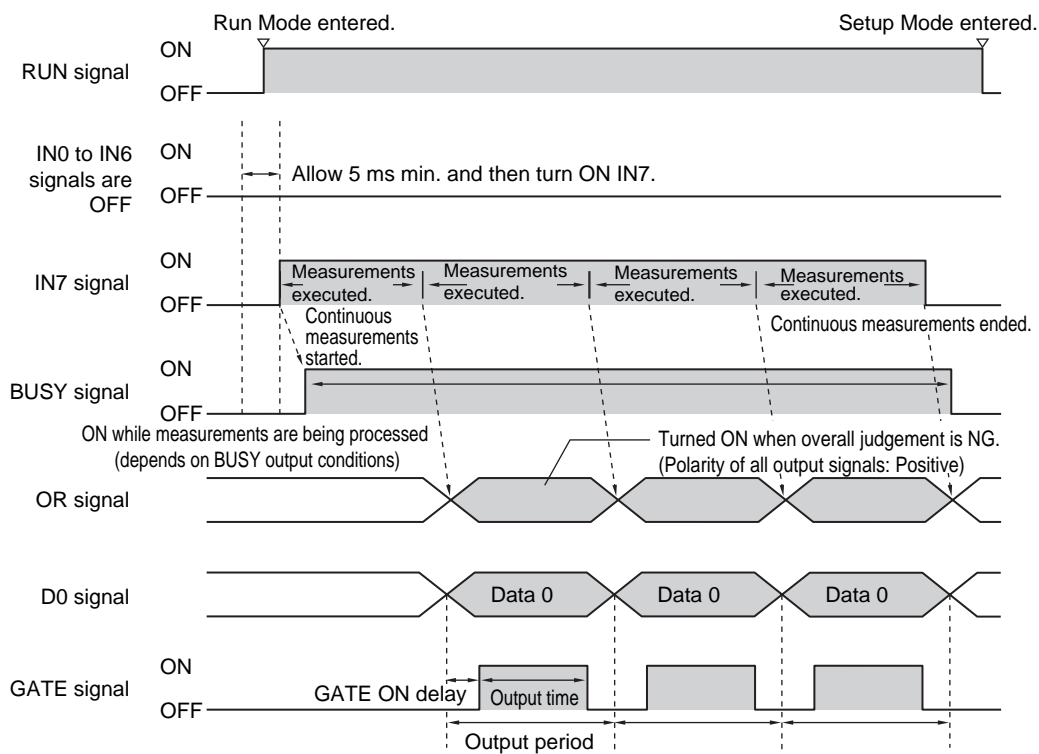 Run Mode entered.
Setup Mode entered.
ON
RUN signal
OFF
IN0 to IN6
signals are
OFF
ON
Allow 5 ms min. and then turn ON IN7.
OFF
ON
IN7 signal
OFF
Measurements
executed.
Measurements
executed.
Measurements
executed.
Measurements
executed.
Continuous
measurements
started.
Continuous measurements ended.
ON
BUSY signal
OFF
ON while measurements are being processed
(depends on BUSY output conditions)
Turned ON when overall judgement is NG.
(Polarity of all output signals: Positive)
OR signal
D0 signal
Data 0
Data 0
Data 0
ON
GATE signal
OFF
GATE ON delay
Output time
Output period